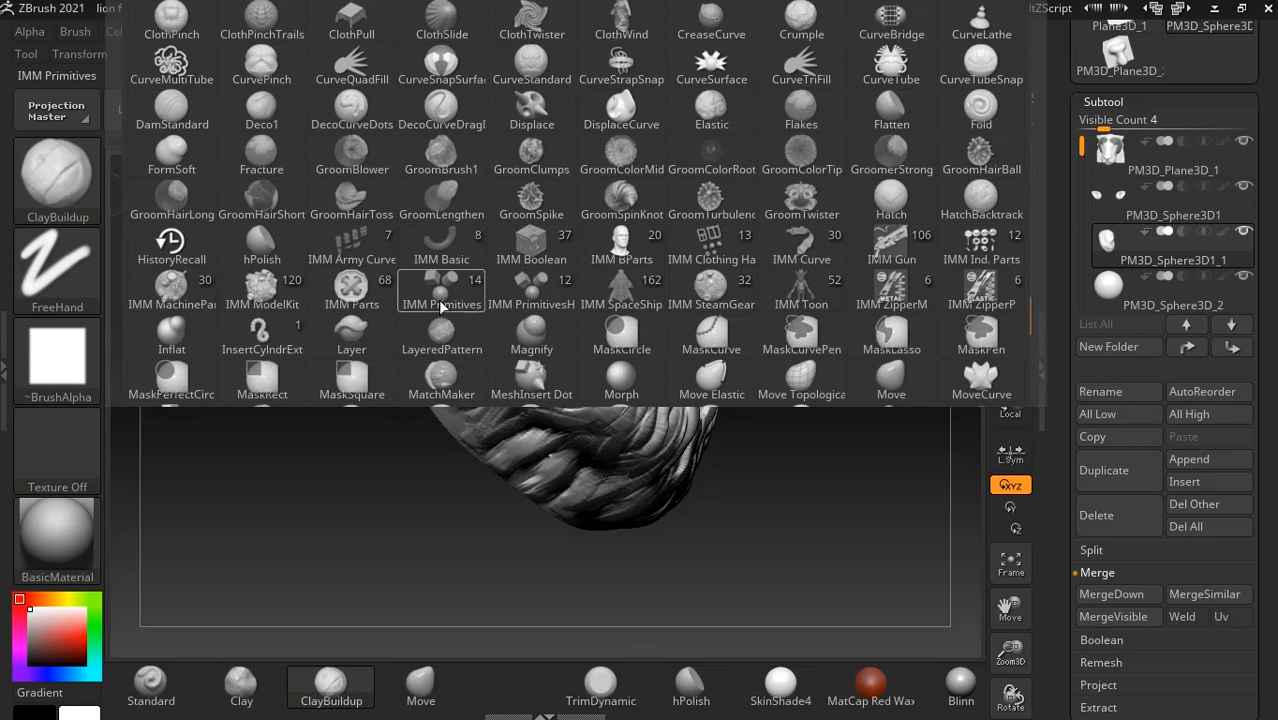 ZBrush 2021 lion f
ltZScript
Alpha Brush Co
Tool Transform
IMM Primitives
Projection
Master
ClayBuildup
FreeHand
~BrushAlpha
Texture Off
BasicMaterial
Gradient
ClothPinch ClothPinchTrails ClothPull ClothSlide ClothTwister ClothWind CreaseCurve Crumple CurveBridge CurveLathe
CurveMultiTube CurvePinch CurveQuadFill CurveSnapSurfa CurveStandard CurveStrapSnap CurveSurface CurveTriFill CurveTube CurveTubeSnap
DamStandard Deco1 DecoCurveDots DecoCurveDragD Displace DisplaceCurve Elastic Flakes Flatten Fold
FormSoft Fracture GroomBlower GroomBrush1 GroomClumps GroomColorMid GroomColorRoot GroomColorTip GroomerStrong GroomHairBall
GroomHairLong GroomHairShort GroomHairToss GroomLengthen GroomSpike GroomSpinKnot GroomTurbulenc GroomTwister Hatch HatchBacktrack
7 8 37 20 13 30 106 12
HistoryRecall hPolish IMM Army Curve IMM Basic IMM Boolean IMM BParts IMM Clothing Ha IMM Curve IMM Gun IMM Ind. Parts
30 120 68 14 12 162 32 52 6 6
IMM MachinePar IMM ModelKit IMM Parts IMM Primitives IMM PrimitivesH IMM SpaceShip IMM SteamGear IMM Toon IMM ZipperM IMM ZipperP
1
Inflat InsertCylndrExt Layer LayeredPattern Magnify MaskCircle MaskCurve MaskCurvePen MaskLasso MaskPen
MaskPerfectCirc MaskRect MaskSquare MatchMaker MeshInsert Dot Morph Move Elastic Move Topologica Move MoveCurve
Local
L.Sym
XYZ
Y
Z
Frame
Move
Zoom3D
Rotate
Standard Clay ClayBuildup Move TrimDynamic hPolish SkinShade4 MatCap Red Wax Blinn
Plane3D_1 PM3D_Sphere3D
PM3D_Plane3D_
Subtool
Visible Count 4
PM3D_Plane3D_1
PM3D_Sphere3D1
PM3D_Sphere3D1_1
PM3D_Sphere3D_2
List All
New Folder
Rename AutoReorder
All Low All High
Copy Paste
Duplicate Append
Insert
Delete Del Other
Del All
Split
Merge
MergeDown MergeSimilar
MergeVisible Weld Uv
Boolean
Remesh
Project
Extract